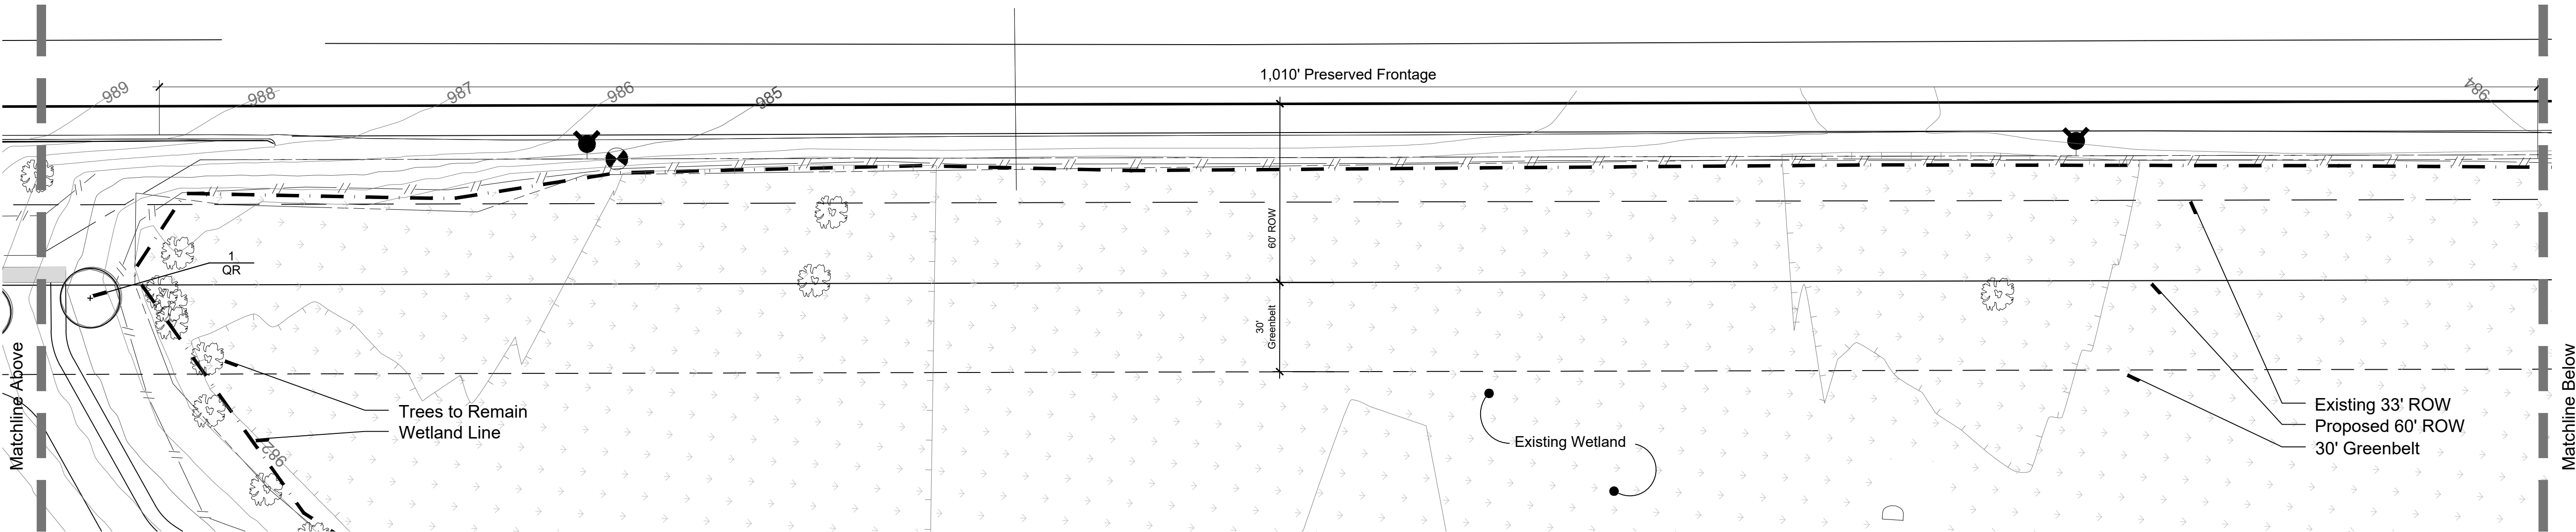 1,010' Preserved Frontage
989
988
987
986
985
984
60' ROW
1
QR
30'
Greenbelt
Matchline Above
Matchline Below
Trees to Remain
Wetland Line
982
Existing Wetland
Existing 33' ROW
Proposed 60' ROW
30' Greenbelt